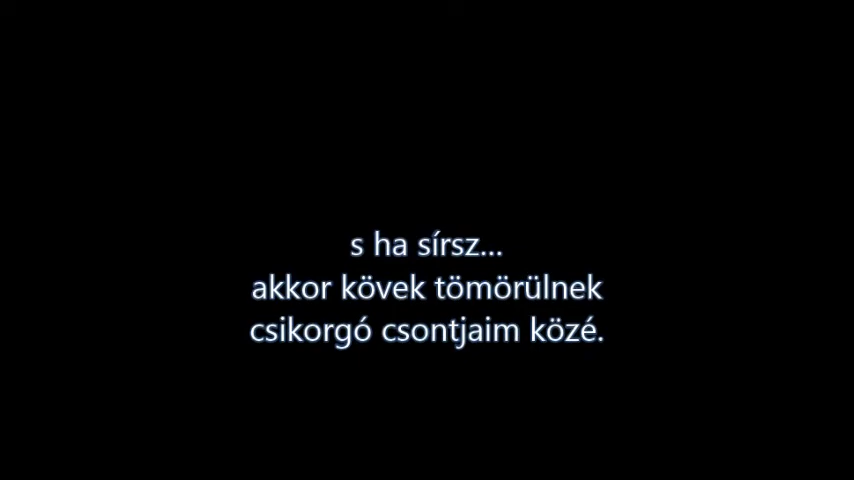 s ha sírsz...
akkor kövek tömörülnek
csikorgó csontjaim közé.